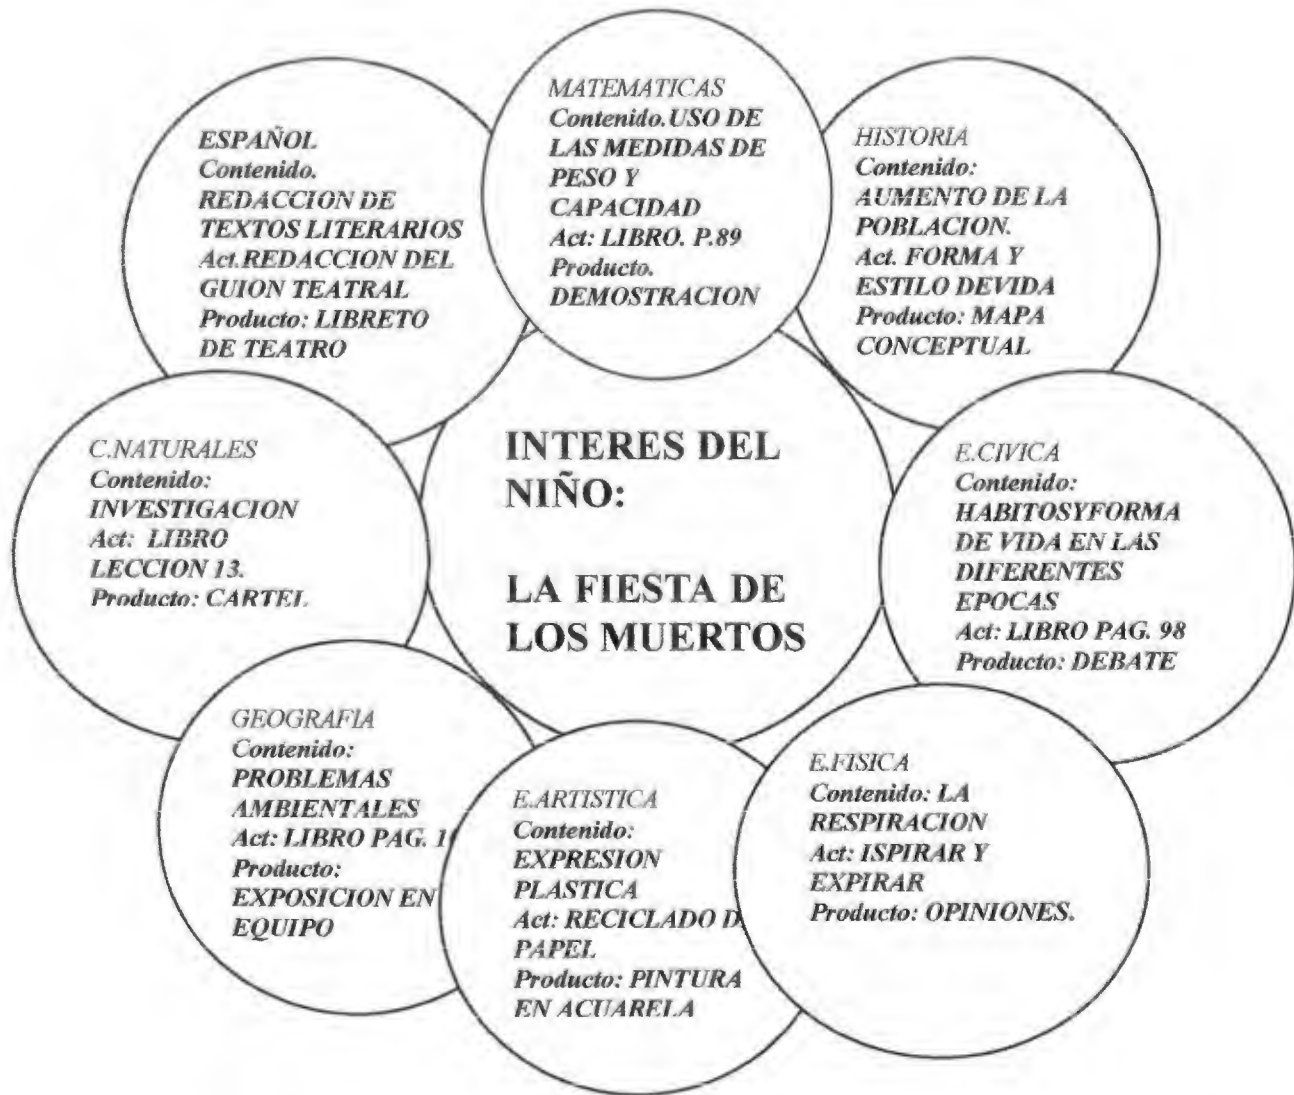 MATEMATICAS
Contenido. USO DE
LAS MEDIDAS DE
PESO Y
CAPACIDAD
Act: LIBRO. P.89
Producto.
DEMOSTRACION
ESPAÑOL
Contenido.
REDACCION DE
TEXTOS LITERARIOS
Act.REDACCION DEL
GUION TEATRAL
Producto: LIBRETO
DE TEATRO
HISTORIA
Contenido:
AUMENTO DE LA
POBLACION.
Act. FORMA Y
ESTILO DEVIDA
Producto: MAPA
CONCEPTUAL
INTERES DEL
NIÑO:
LA FIESTA DE
LOS MUERTOS
C.NATURALES
Contenido:
INVESTIGACION
Act: LIBRO
LECCION 13.
Producto: CARTEL
E.CIVICA
Contenido:
HABITOSYFORMA
DE VIDA EN LAS
DIFERENTES
EPOCAS
Act: LIBRO PAG. 98
Producto: DEBATE
GEOGRAFIA
Contenido:
PROBLEMAS
AMBIENTALES
Act: LIBRO PAG.
Producto:
EXPOSICION EN
EQUIPO
E.ARTISTICA
Contenido:
EXPRESION
PLASTICA
Act: RECICLADO
PAPEL
Producto: PINTURA
EN ACUARELA
E.FISICA
Contenido: LA
RESPIRACION
Act: ISPIRAR Y
EXPIRAR
Producto: OPINIONES.